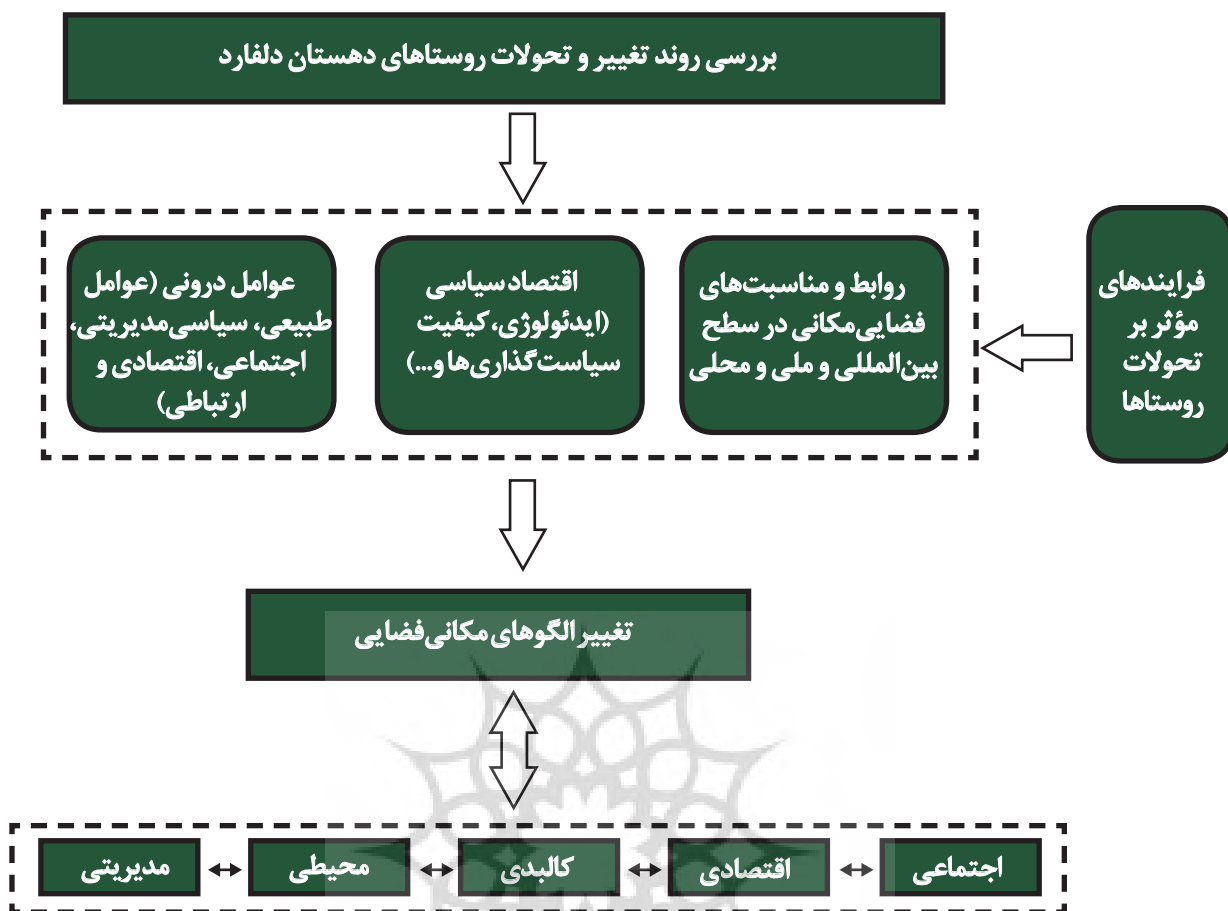 بررسی روند تغییر و تحولات روستاهای دهستان دلفارد
فرایندهای
مؤثر بر
تحولات
روستاها
روابط و مناسبت‌های
فضایی‌مکانی در سطح
بین‌المللی و ملی و محلی
اقتصاد سیاسی
(ایدئولوژی، کیفیت
سیاست‌گذاری‌ها و...)
عوامل درونی (عوامل
طبیعی، سیاسی‌مدیریتی،
اجتماعی، اقتصادی و
ارتباطی)
تغییر الگوهای مکانی‌فضایی
اجتماعی
اقتصادی
کالبدی
محیطی
مدیریتی